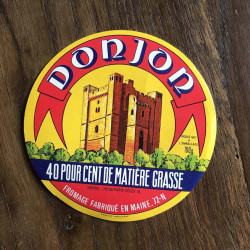 DONJON
40 POUR CENT DE MATIÈRE GRASSE
FROMAGE FABRIQUÉ EN MAINE. 72-N